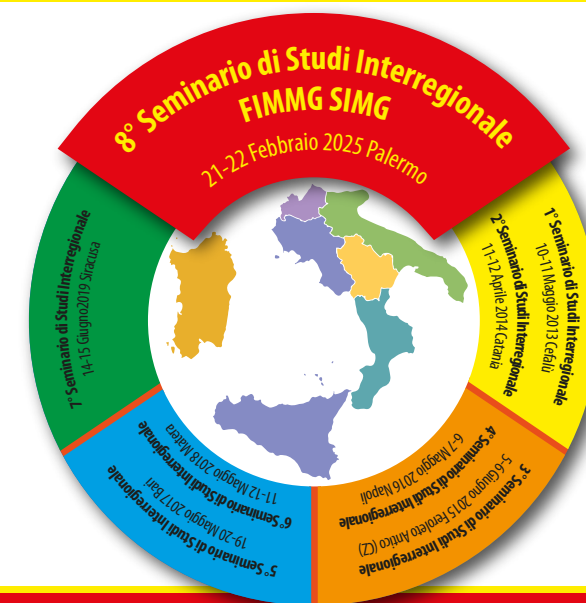 8° Seminario di Studi Interregionale
FIMMG SIMG
21-22 Febbraio 2025 Palermo
1° Seminario di Studi Interregionale
10-11 Maggio 2013 Cefalù
2° Seminario di Studi Interregionale
11-12 Aprile 2014 Catania
3° Seminario di Studi Interregionale
5-6 Giugno 2015 Feroleto Antico (CZ)
4° Seminario di Studi Interregionale
6-7 Maggio 2016 Napoli
5° Seminario di Studi Interregionale
19-20 Maggio 2017 Bari
6° Seminario di Studi Interregionale
11-12 Maggio 2018 Matera
7° Seminario di Studi Interregionale
14-15 Giugno2019 Siracusa